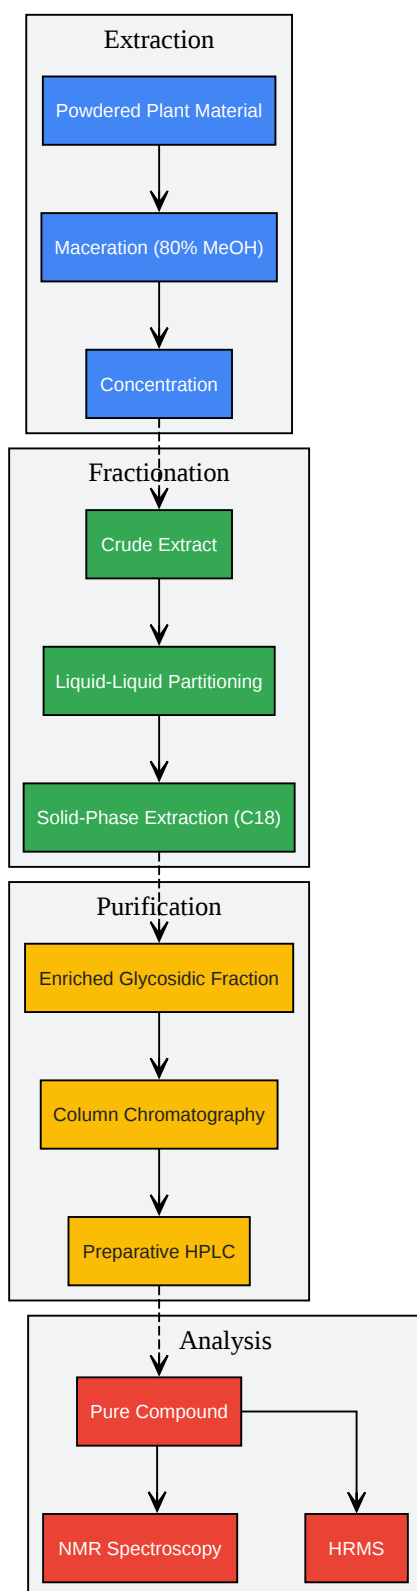 Extraction
Powdered Plant Material
Maceration (80% MeOH)
Concentration
Fractionation
Crude Extract
Liquid-Liquid Partitioning
Solid-Phase Extraction (C18)
Purification
Enriched Glycosidic Fraction
Column Chromatography
Preparative HPLC
Analysis
Pure Compound
NMR Spectroscopy
HRMS